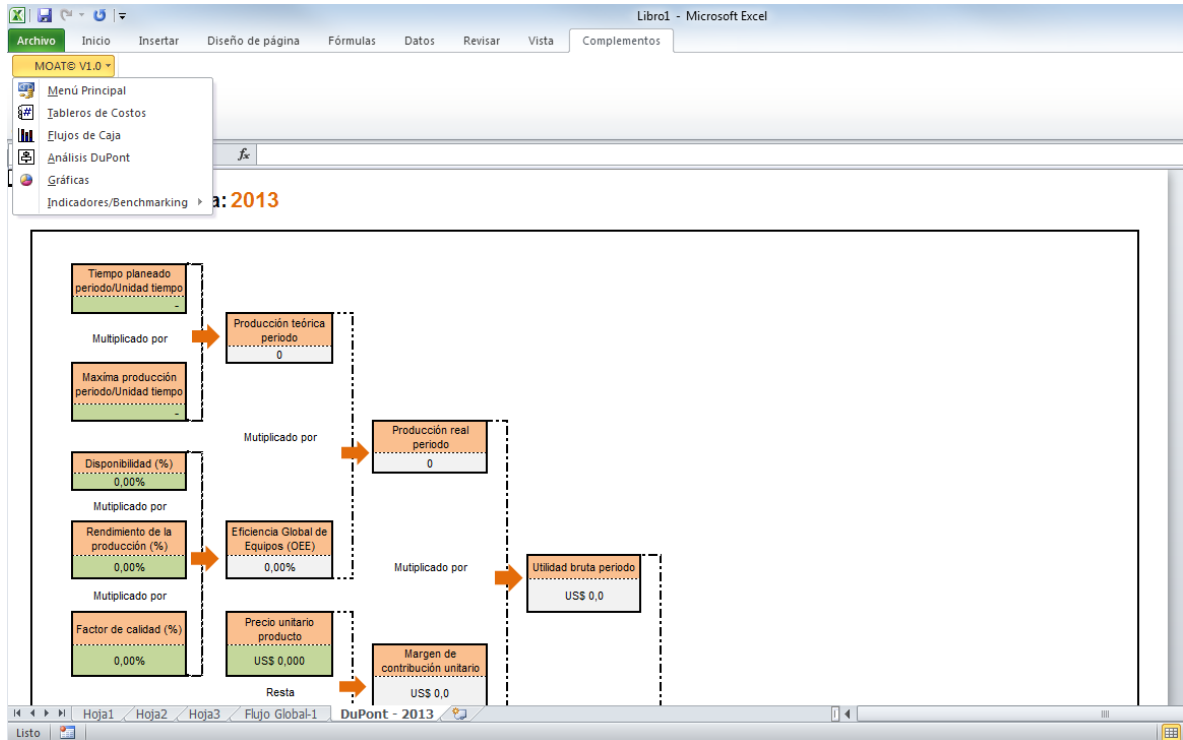 Libro1 - Microsoft Excel
Archivo Inicio Insertar Diseño de página Fórmulas Datos Revisar Vista Complementos
MOAT© V1.0
Menú Principal
Tableros de Costos
Flujos de Caja
Análisis DuPont
Gráficas
Indicadores/Benchmarking
fx
a: 2013
Tiempo planeado
periodo/Unidad tiempo
-
Multiplicado por
Maxíma producción
periodo/Unidad tiempo
-
Producción teórica
periodo
0
Mutiplicado por
Producción real
periodo
0
Disponibilidad (%)
0,00%
Mutiplicado por
Rendimiento de la
producción (%)
0,00%
Mutiplicado por
Factor de calidad (%)
0,00%
Eficiencia Global de
Equipos (OEE)
0,00%
Mutiplicado por
Utilidad bruta periodo
US$ 0,0
Precio unitario
producto
US$ 0,000
Resta
Margen de
contribución unitario
US$ 0,0
Hoja1 Hoja2 Hoja3 Flujo Global-1 DuPont - 2013
Listo